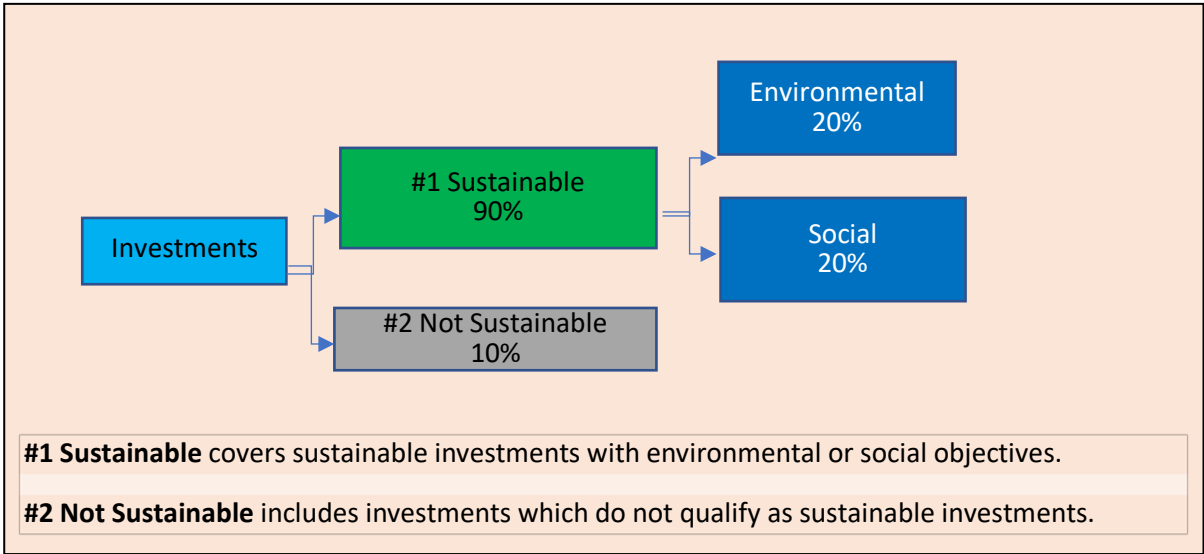 Investments
#1 Sustainable
90%
#2 Not Sustainable
10%
Environmental
20%
Social
20%
#1 Sustainable covers sustainable investments with environmental or social objectives.
#2 Not Sustainable includes investments which do not qualify as sustainable investments.